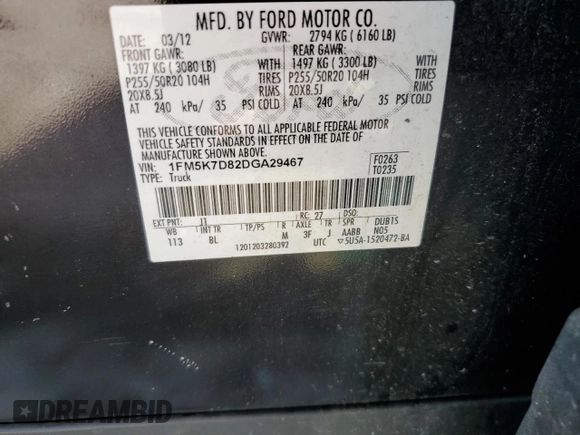 MFD. BY FORD MOTOR CO.
DATE: 03/12 GVWR: 2794 KG ( 6160 LB)
FRONT GAWR: REAR GAWR:
1397 KG ( 3080 LB) WITH 1497 KG ( 3300 LB) WITH
P255/50R20 104H TIRES P255/50R20 104H TIRES
20X8.5J RIMS 20X8.5J RIMS
AT 240 kPa/ 35 PSI COLD AT 240 kPa/ 35 PSI COLD
THIS VEHICLE CONFORMS TO ALL APPLICABLE FEDERAL MOTOR
VEHICLE SAFETY STANDARDS IN EFFECT ON THE DATE OF
MANUFACTURE SHOWN ABOVE.
VIN: 1FM5K7D82DGA29467 F0263
TYPE: Truck T0235
EXT PNT: J1 RC: 27 DSO:
WB INT TR TP/PS R AXLE TR SPR DUB1S
113 BL M 3F J AABB N05
1201203280392 UTC ▽5U5A-1520472-BA
DREAMBID